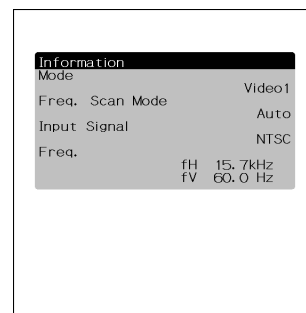 Information
Mode
Video1
Freq. Scan Mode
Auto
Input Signal
NTSC
Freq.
fH 15.7kHz
fV 60.0 Hz